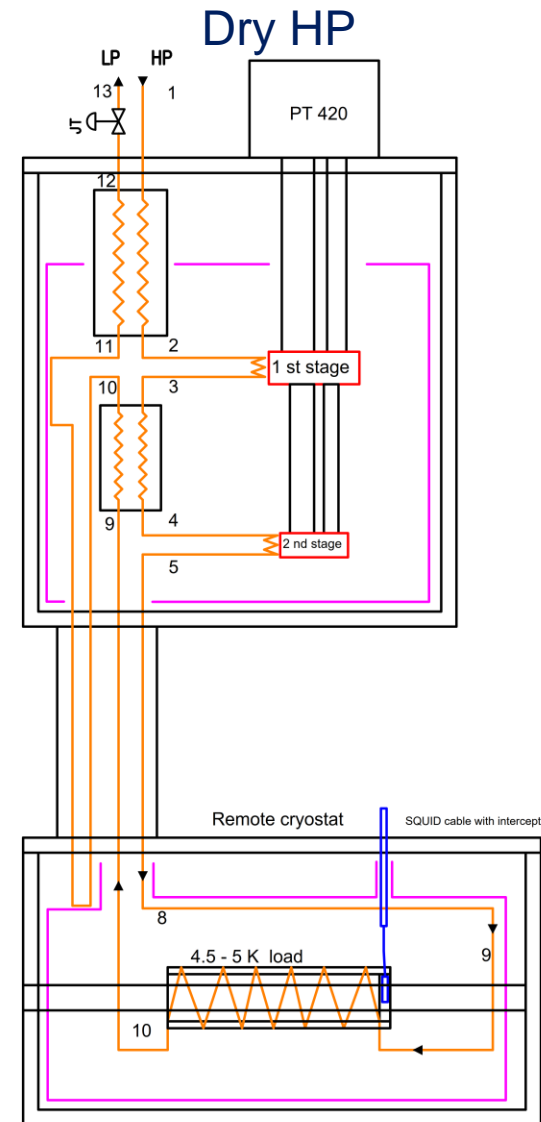 Dry HP
LP HP
13 1
PT 420
JT
12
11 2
1 st stage
10 3
9 4
2 nd stage
5
Remote cryostat
SQUID cable with intercept
8
4.5 - 5 K load
9
10